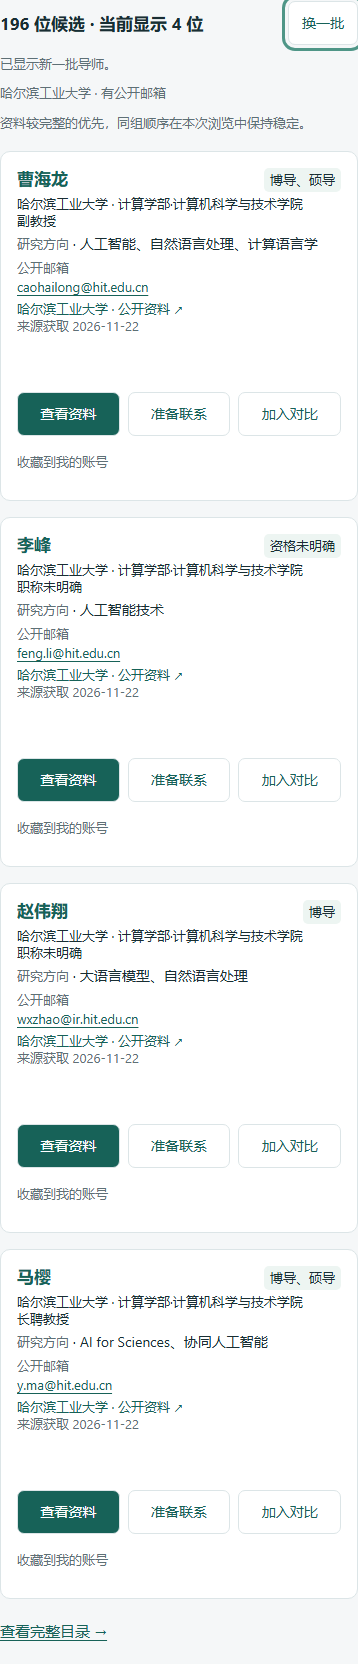 196 位候选 · 当前显示 4 位
换一批
已显示新一批导师。
哈尔滨工业大学 · 有公开邮箱
资料较完整的优先，同组顺序在本次浏览中保持稳定。
曹海龙
博导、硕导
哈尔滨工业大学 · 计算学部·计算机科学与技术学院
副教授
研究方向 · 人工智能、自然语言处理、计算语言学
公开邮箱
caohailong@hit.edu.cn
哈尔滨工业大学 · 公开资料 ↗
来源获取 2026-11-22
查看资料
准备联系
加入对比
收藏到我的账号
李峰
资格未明确
哈尔滨工业大学 · 计算学部·计算机科学与技术学院
职称未明确
研究方向 · 人工智能技术
公开邮箱
feng.li@hit.edu.cn
哈尔滨工业大学 · 公开资料 ↗
来源获取 2026-11-22
查看资料
准备联系
加入对比
收藏到我的账号
赵伟翔
博导
哈尔滨工业大学 · 计算学部·计算机科学与技术学院
职称未明确
研究方向 · 大语言模型、自然语言处理
公开邮箱
wxzhao@ir.hit.edu.cn
哈尔滨工业大学 · 公开资料 ↗
来源获取 2026-11-22
查看资料
准备联系
加入对比
收藏到我的账号
马樱
博导、硕导
哈尔滨工业大学 · 计算学部·计算机科学与技术学院
长聘教授
研究方向 · AI for Sciences、协同人工智能
公开邮箱
y.ma@hit.edu.cn
哈尔滨工业大学 · 公开资料 ↗
来源获取 2026-11-22
查看资料
准备联系
加入对比
收藏到我的账号
查看完整目录 →